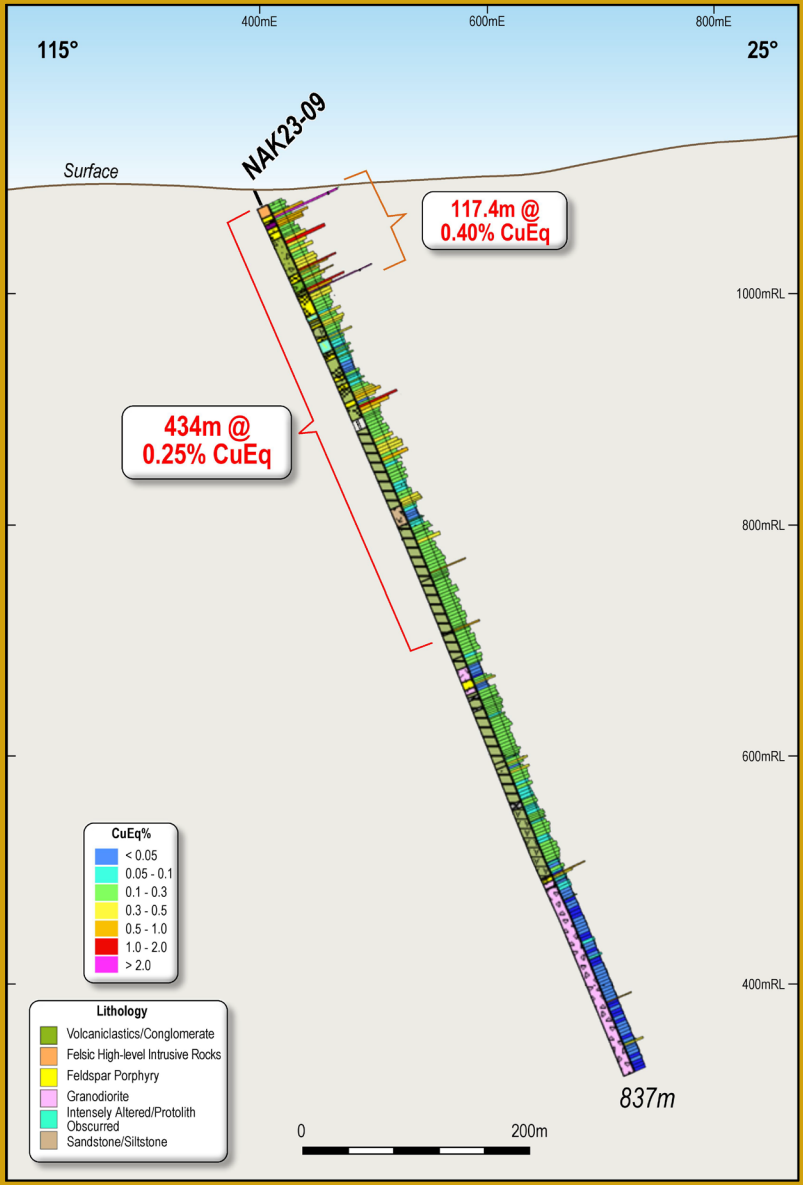 400mE
600mE
800mE
115°
25°
NAK23-09
Surface
117.4m @
0.40% CuEq
1000mRL
434m @
0.25% CuEq
800mRL
600mRL
CuEq%
< 0.05
0.05 - 0.1
0.1 - 0.3
0.3 - 0.5
0.5 - 1.0
1.0 - 2.0
> 2.0
400mRL
Lithology
Volcaniclastics/Conglomerate
Felsic High-level Intrusive Rocks
Feldspar Porphyry
Granodiorite
Intensely Altered/Protolith
Obscurred
Sandstone/Siltstone
837m
0
200m